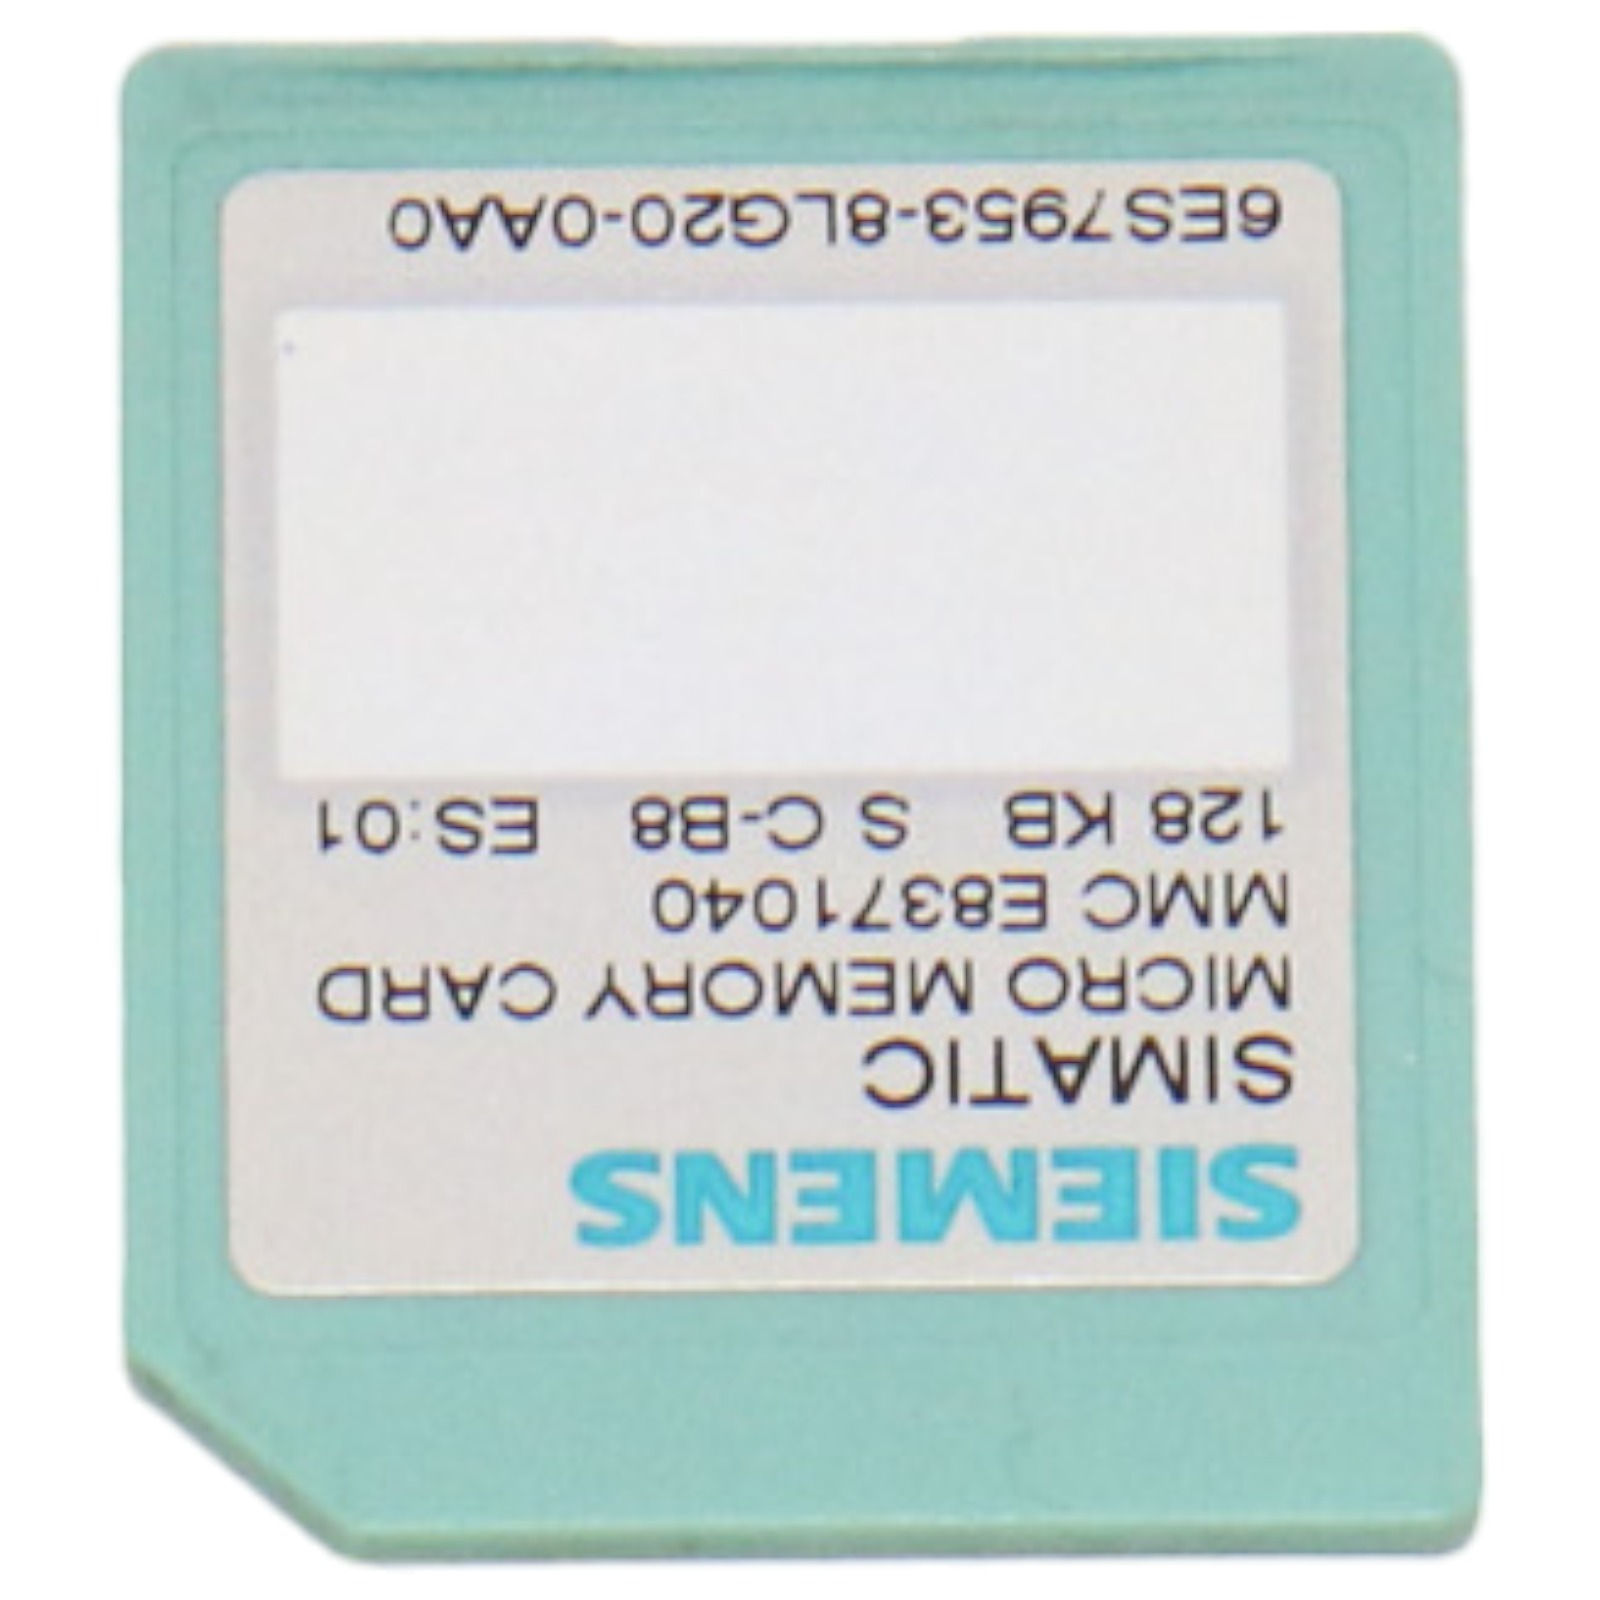 SIEMENS
SIMATIC
MICRO MEMORY CARD
MMC E8371040
128 KB S C-B8 ES:01
6ES7953-8LG20-0AA0